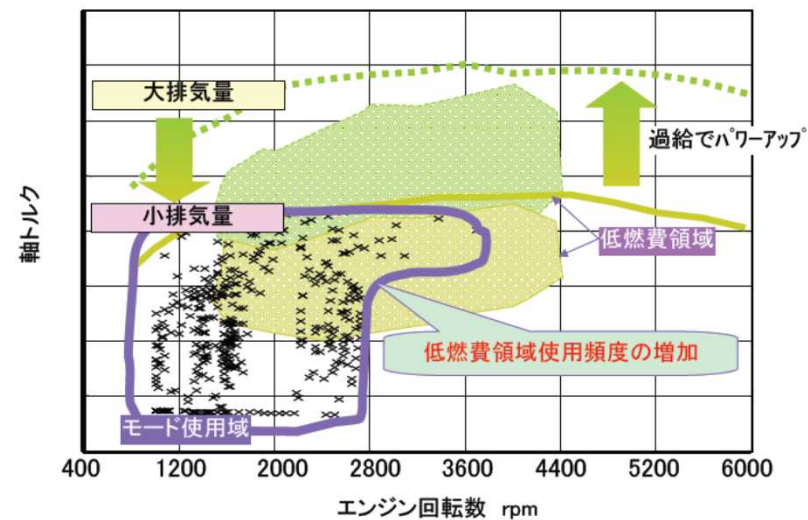 大排気量
過給でﾊﾟﾜｰｱｯﾌﾟ
小排気量
低燃費領域
軸トルク
低燃費領域使用頻度の増加
モード使用域
400 1200 2000 2800 3600 4400 5200 6000
エンジン回転数 rpm